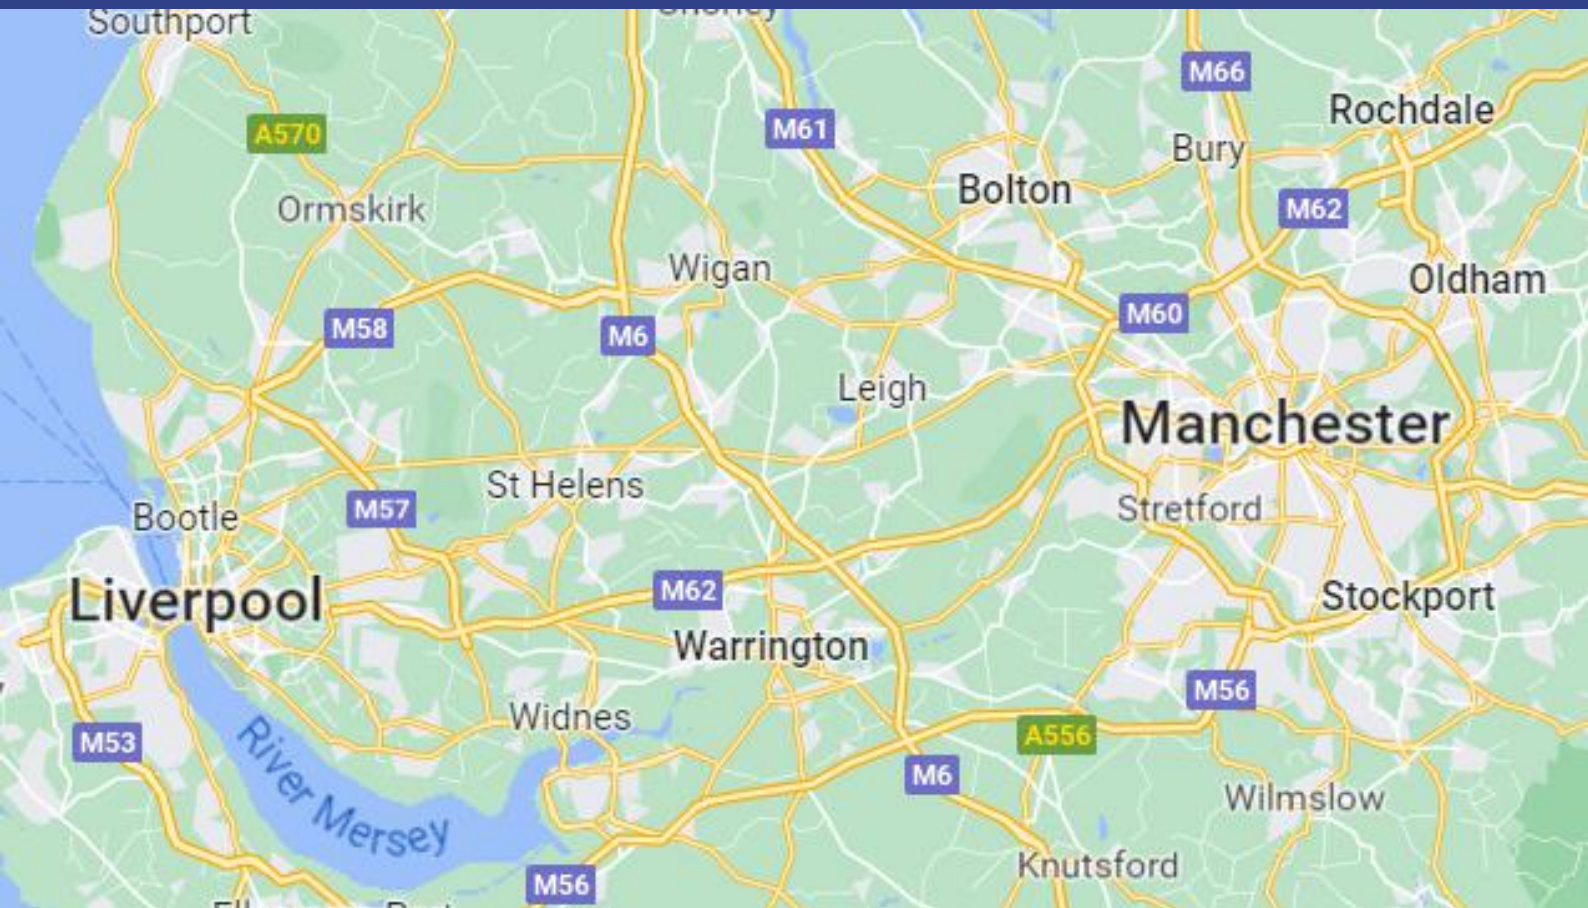 Southport
Chorley
M66
Rochdale
M61
A570
Bury
Bolton
M62
Ormskirk
Wigan
Oldham
M60
M58
M6
Leigh
Manchester
St Helens
M57
Stretford
Bootle
M62
Liverpool
Stockport
Warrington
M56
Widnes
A556
M53
M6
River Mersey
Wilmslow
Knutsford
M56